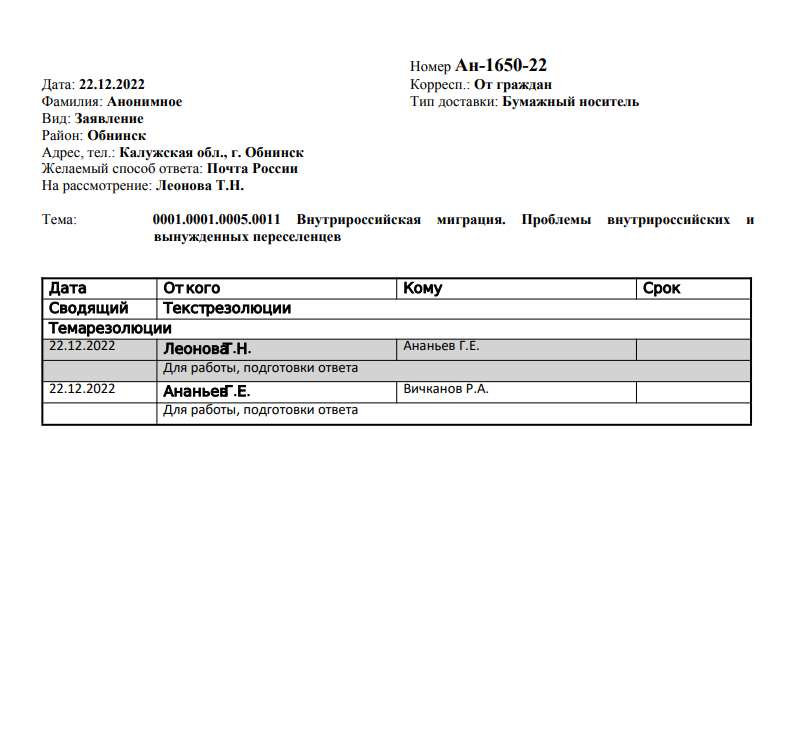 Номер Ан-1650-22
Дата: 22.12.2022
Корресп.: От граждан
Фамилия: Анонимное
Тип доставки: Бумажный носитель
Вид: Заявление
Район: Обнинск
Адрес, тел.: Калужская обл., г. Обнинск
Желаемый способ ответа: Почта России
На рассмотрение: Леонова Т.Н.
Тема: 0001.0001.0005.0011 Внутрироссийская миграция. Проблемы внутрироссийских и
вынужденных переселенцев
Дата От кого Кому Срок
Сводящий Текстрезолюции
Темарезолюции
22.12.2022 ЛеоноваТ.Н. Ананьев Г.Е.
Для работы, подготовки ответа
22.12.2022 АнаньевГ.Е. Вичканов Р.А.
Для работы, подготовки ответа